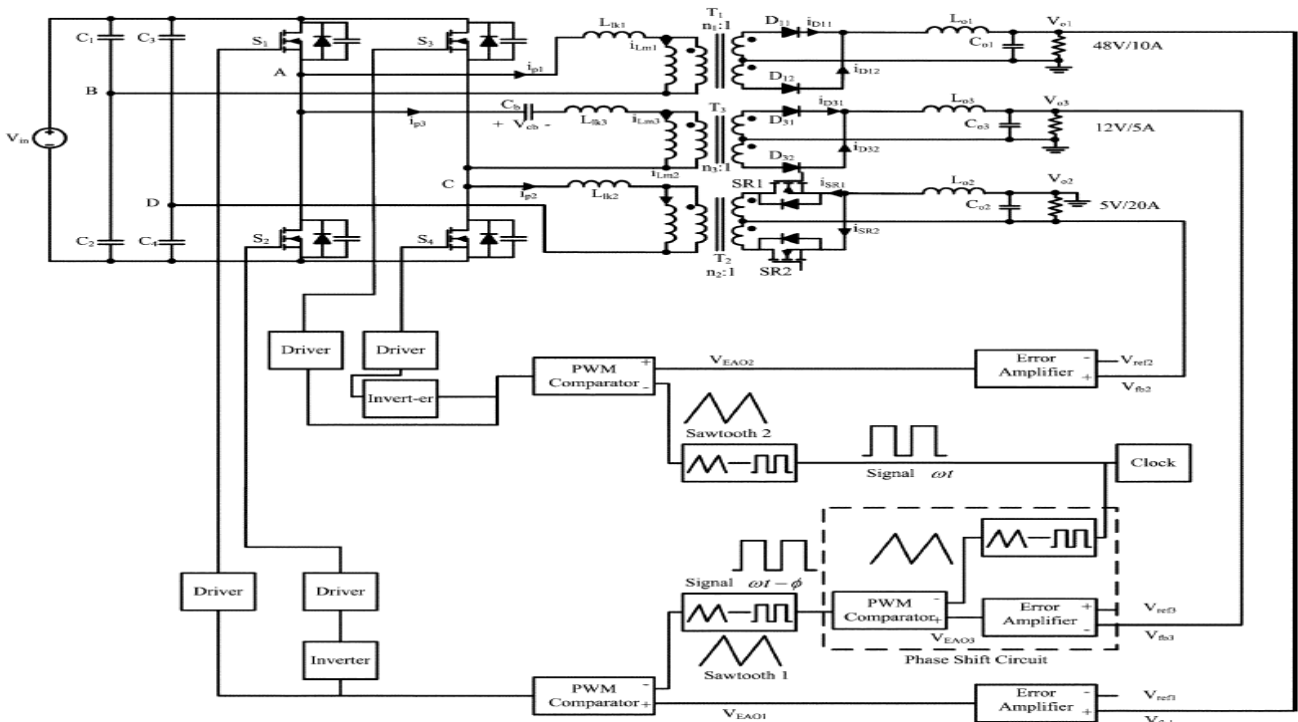 C1
C3
S1
S3
Llk1
iLm1
T1
n1:1
D11
iD11
Lo1
Vo1
Co1
48V/10A
A
ip1
B
D12
iD12
Vin
ip3
Cb
+ Vcb -
Llk3
iLm3
T3
D31
iD31
Lo3
Vo3
Co3
12V/5A
D32
iD32
n3:1
iLm2
C
ip2
Llk2
SR1
iSR1
Lo2
Vo2
Co2
5V/20A
D
C2
C4
S2
S4
T2
n2:1
iSR2
SR2
Driver
Driver
Invert-er
PWM
Comparator
+
-
VEAO2
Error
Amplifier
-
+
Vref2
Vfb2
Sawtooth 2
Signal ωt
Clock
Driver
Driver
Inverter
Signal ωt − ϕ
Sawtooth 1
PWM
Comparator
-
+
VEAO3
Error
Amplifier
+
-
Vref3
Vfb3
Phase Shift Circuit
PWM
Comparator
-
+
VEAO1
Error
Amplifier
-
+
Vref1